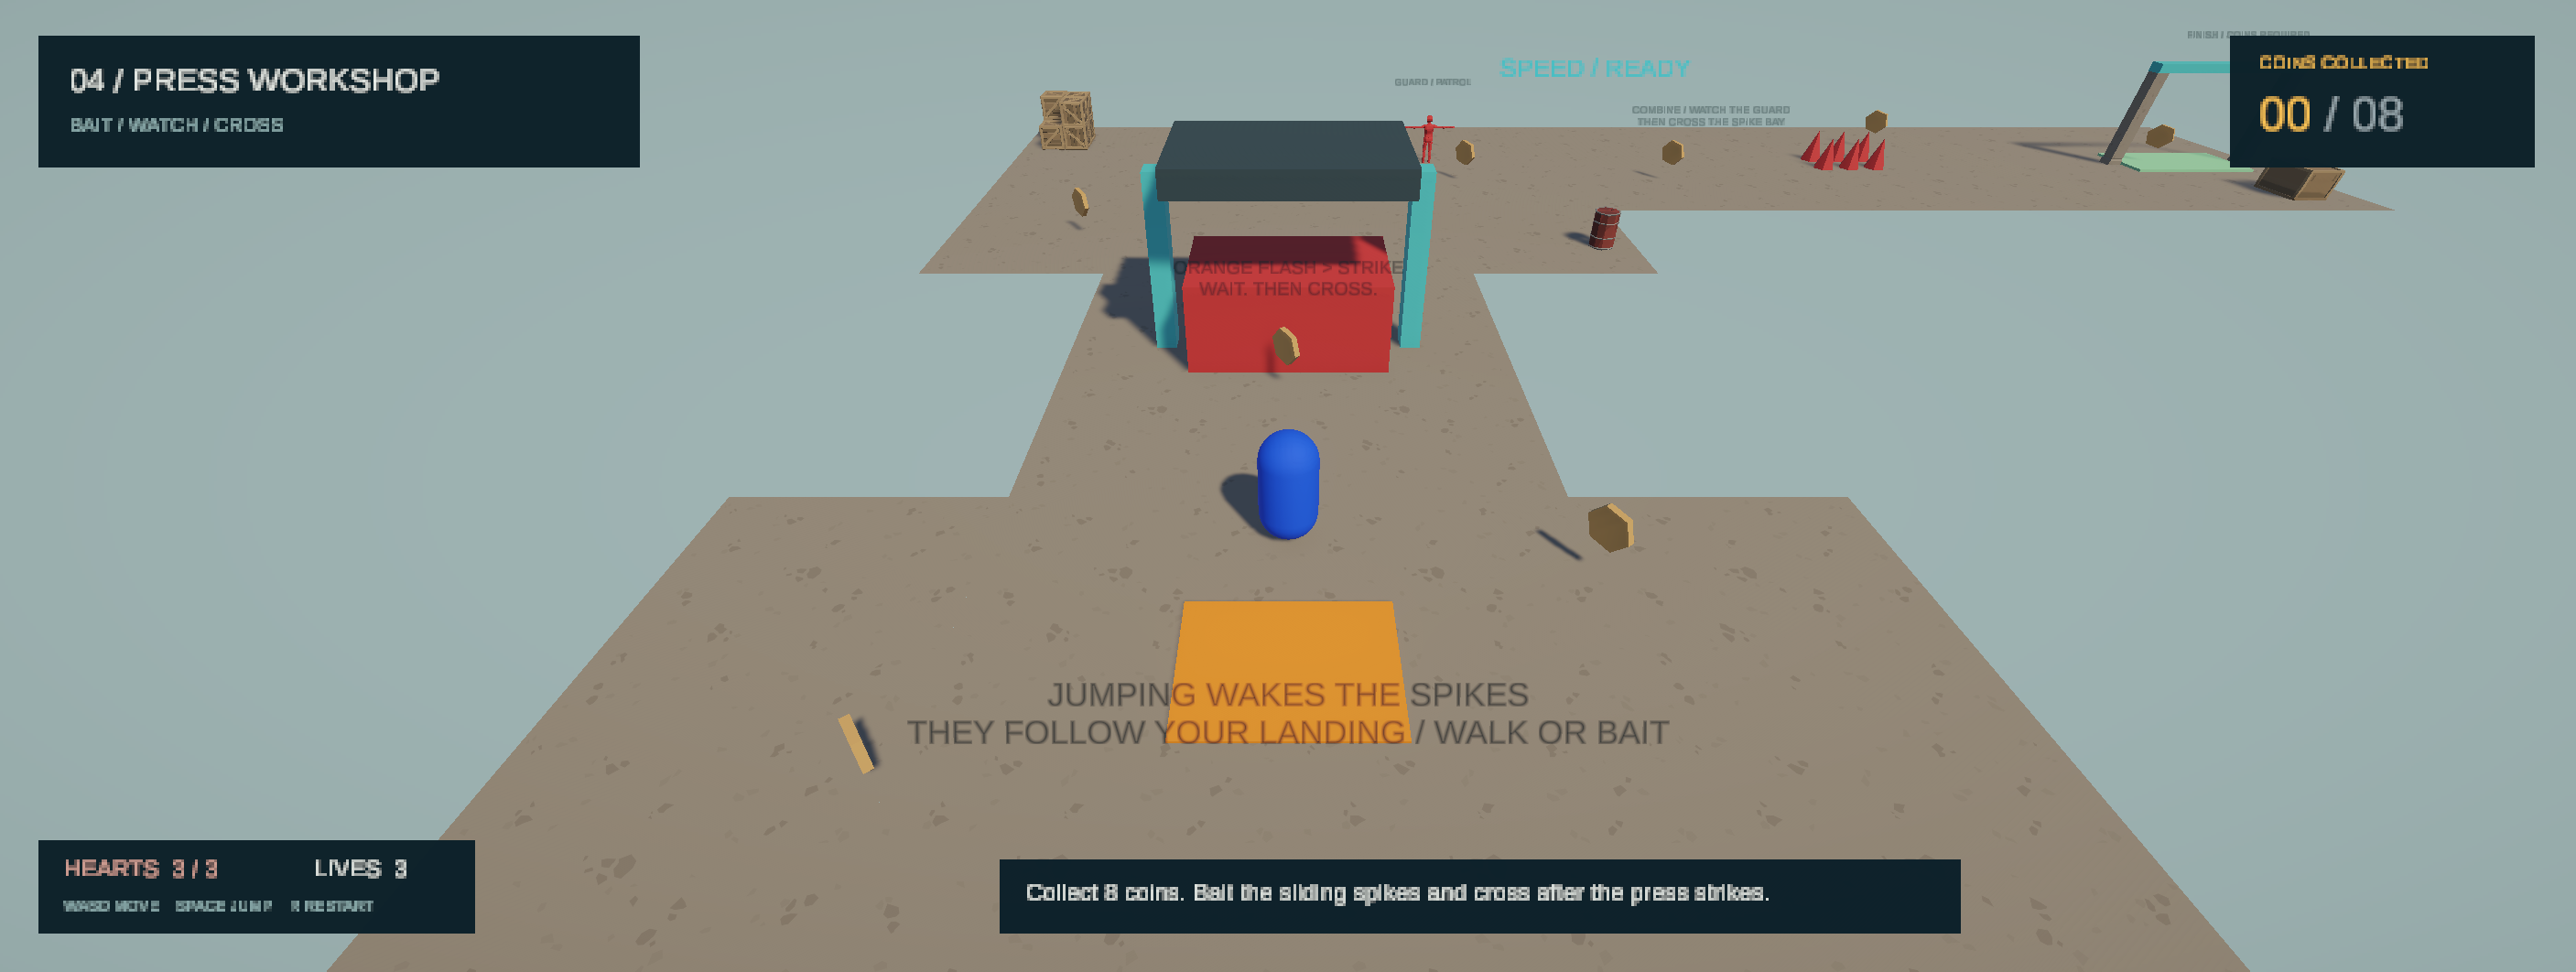 04 / PRESS WORKSHOP
BAIT / WATCH / CROSS
FINISH / COINS REQUIRED
COINS COLLECTED
00 / 08
SPEED / READY
GUARD / PATROL
COMBINE / WATCH THE GUARD
THEN CROSS THE SPIKE BAY
ORANGE FLASH > STRIKE
WAIT. THEN CROSS.
JUMPING WAKES THE SPIKES
THEY FOLLOW YOUR LANDING / WALK OR BAIT
HEARTS 3 / 3 LIVES 3
WASD MOVE SPACE JUMP R RESTART
Collect 8 coins. Bait the sliding spikes and cross after the press strikes.